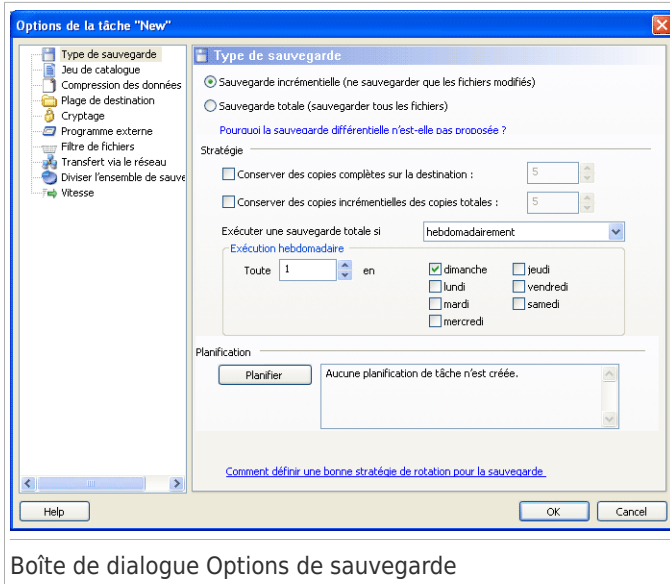 Options de la tâche "New"
Type de sauvegarde
Jeu de catalogue
Compression des données
Plage de destination
Cryptage
Programme externe
Filtre de fichiers
Transfert via le réseau
Diviser l'ensemble de sauve
Vitesse
Type de sauvegarde
Sauvegarde incrémentielle (ne sauvegarder que les fichiers modifiés)
Sauvegarde totale (sauvegarder tous les fichiers)
Pourquoi la sauvegarde différentielle n'est-elle pas proposée ?
Stratégie
Conserver des copies complètes sur la destination : 5
Conserver des copies incrémentielles des copies totales : 5
Exécuter une sauvegarde totale si hebdomadairement
Exécution hebdomadaire
Toute 1 en
dimanche jeudi
lundi vendredi
mardi samedi
mercredi
Planification
Planifier Aucune planification de tâche n'est créée.
Comment définir une bonne stratégie de rotation pour la sauvegarde
Help OK Cancel
Boîte de dialogue Options de sauvegarde